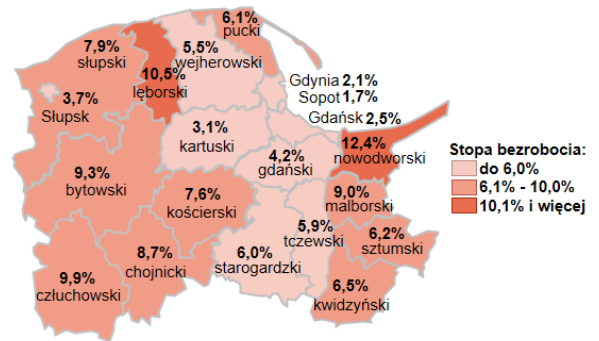 6,1%
pucki
7,9%
słupski
5,5%
wejherowski
10,5%
lęborski
Gdynia 2,1%
Sopot 1,7%
Gdańsk 2,5%
3,7%
Słupsk
3,1%
kartuski
12,4%
nowodworski
4,2%
gdański
9,3%
bytowski
7,6%
kościerski
9,0%
malborski
5,9%
tczewski
6,2%
sztumski
8,7%
chojnicki
6,0%
starogardzki
9,9%
człuchowski
6,5%
kwidzyński
Stopa bezrobocia:
do 6,0%
6,1% - 10,0%
10,1% i więcej